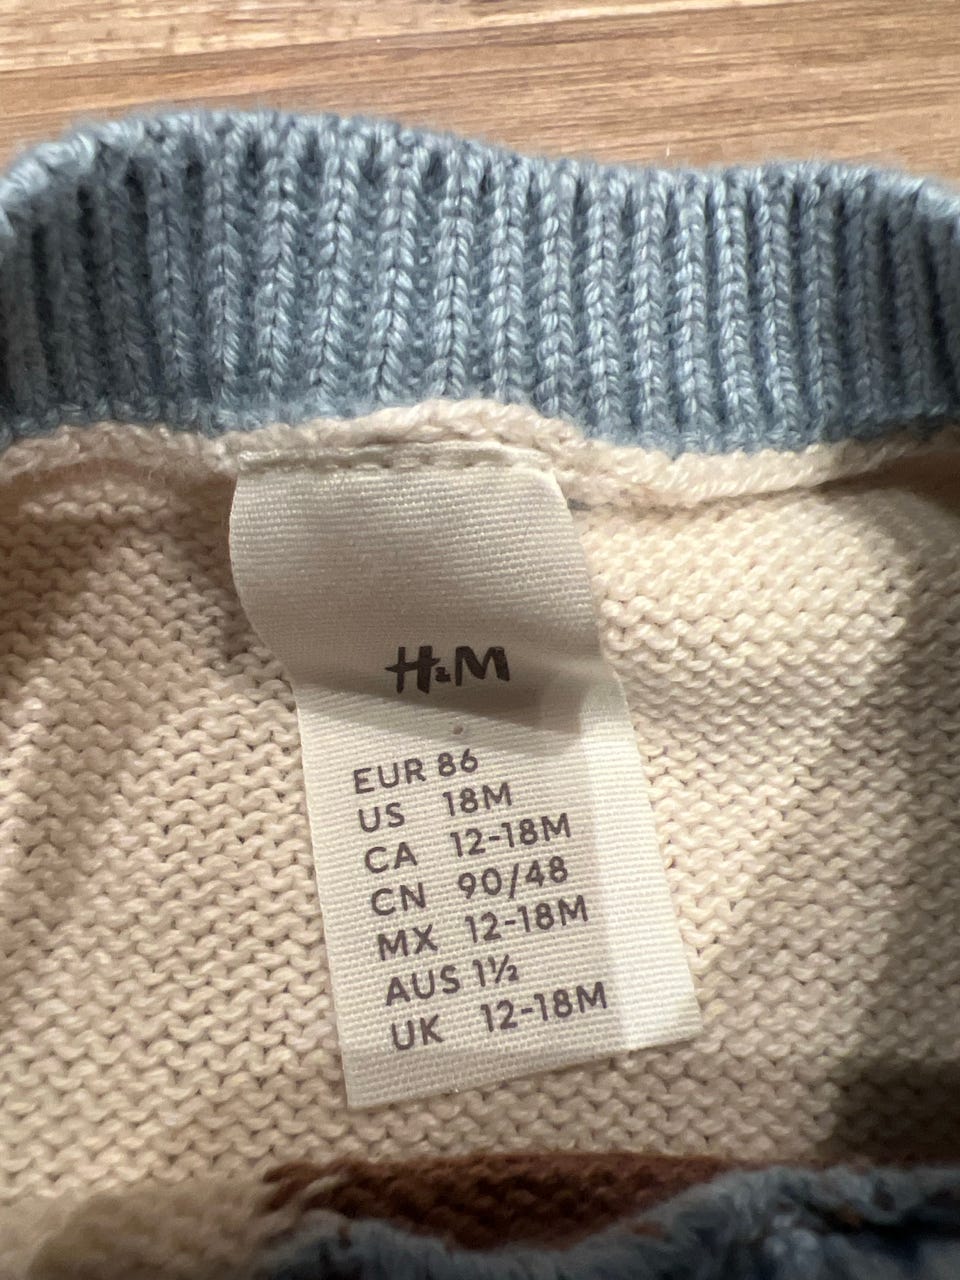 H&M
EUR 86
US 18M
CA 12-18M
CN 90/48
MX 12-18M
AUS 1½
UK 12-18M